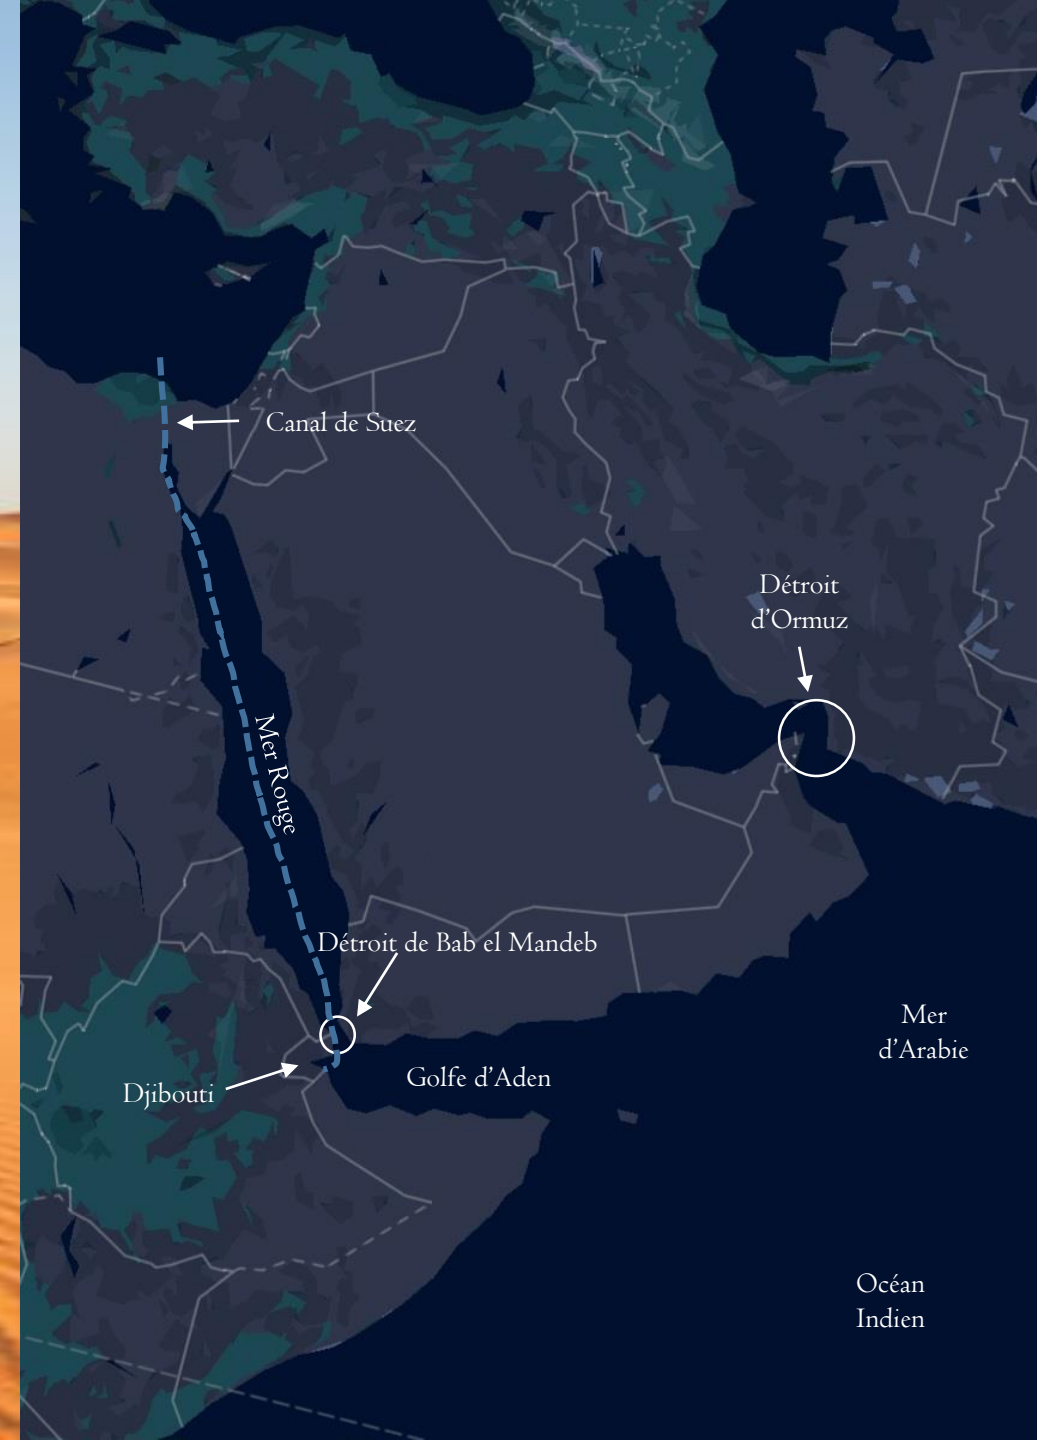 Canal de Suez
Détroit
d’Ormuz
Mer Rouge
Détroit de Bab el Mandeb
Mer
d’Arabie
Golfe d’Aden
Djibouti
Océan
Indien